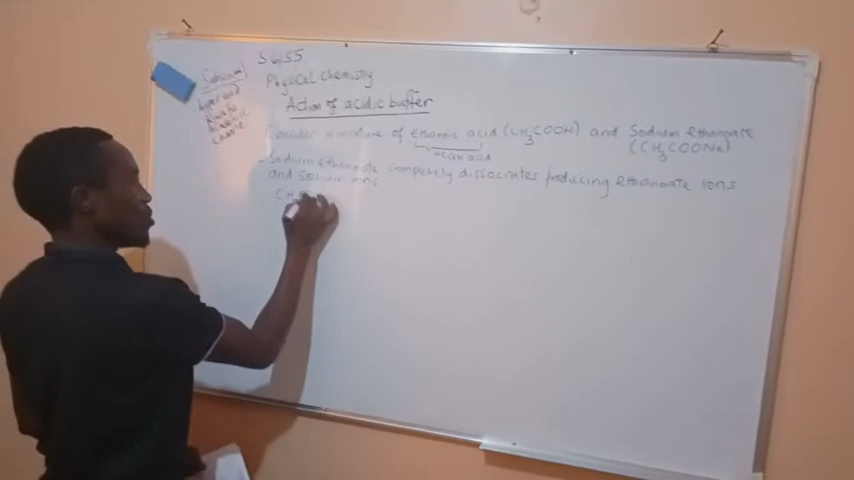 S6 S5
Physical Chemistry
Action of acidic buffer
Consider a mixture of ethanoic acid (CH3COOH) and Sodium ethanoate
(CH3COONa)
weak acid
- Sodium ethanoate completely dissociates producing ethanoate ions
and Sodium ions
CH